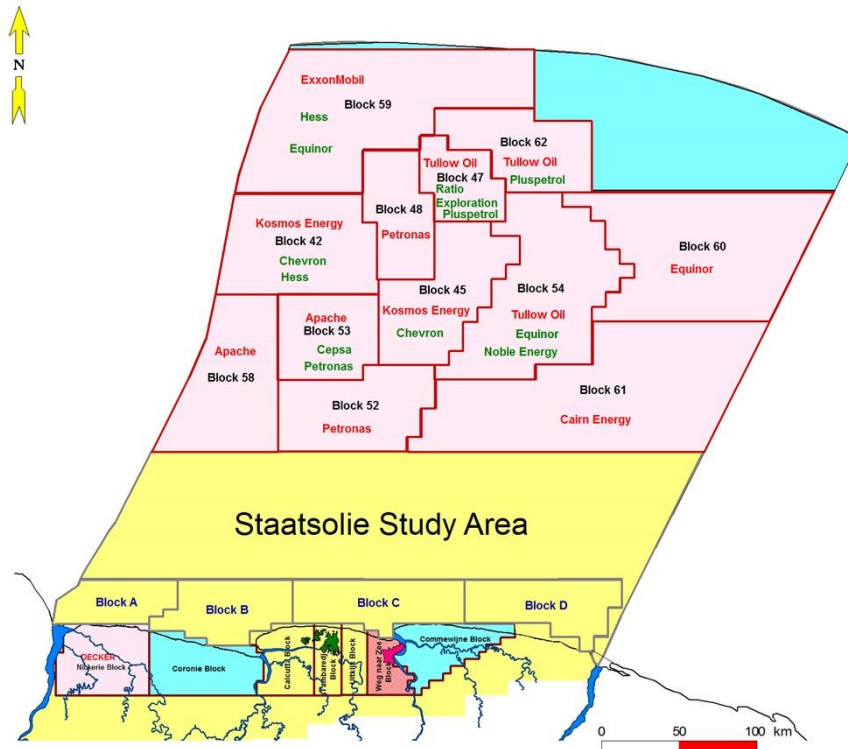 N
ExxonMobil
Block 59
Hess
Equinor
Block 62
Tullow Oil
Pluspetrol
Tullow Oil
Block 47
Ratio
Exploration
Pluspetrol
Block 48
Petronas
Kosmos Energy
Block 42
Chevron
Hess
Block 60
Equinor
Block 45
Kosmos Energy
Chevron
Block 54
Tullow Oil
Equinor
Noble Energy
Apache
Block 53
Cepsa
Petronas
Apache
Block 58
Block 61
Cairn Energy
Block 52
Petronas
Staatsolie Study Area
Block A
Block B
Block C
Block D
DECKER
Nickerie Block
Coronie Block
Calcutta Block
Block
Uitkijk Block
Weg naar Zee
Block
Commewijne Block
0 50 100 km